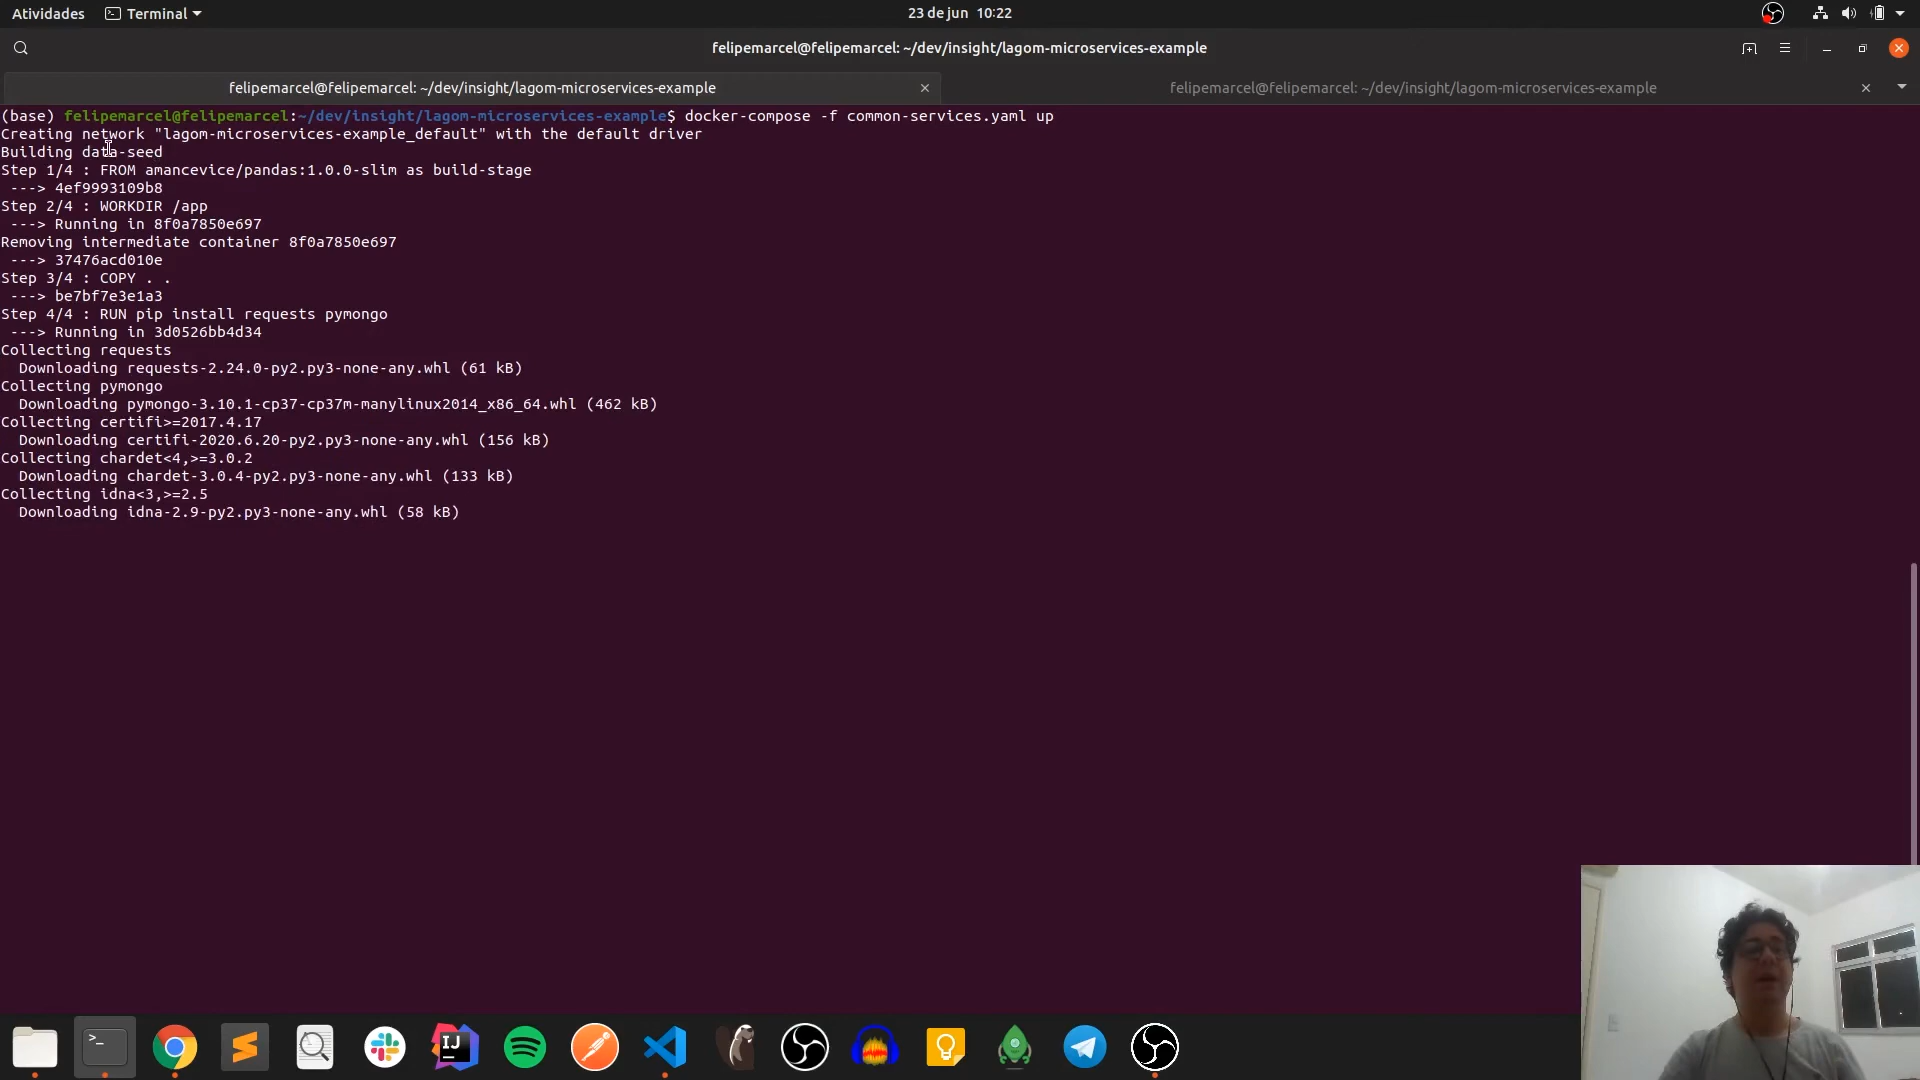 Atividades
Terminal
23 de jun 10:22
felipemarcel@felipemarcel: ~/dev/insight/lagom-microservices-example
felipemarcel@felipemarcel: ~/dev/insight/lagom-microservices-example
felipemarcel@felipemarcel: ~/dev/insight/lagom-microservices-example
(base) felipemarcel@felipemarcel:~/dev/insight/lagom-microservices-example$ docker-compose -f common-services.yaml up
Creating network "lagom-microservices-example_default" with the default driver
Building data-seed
Step 1/4 : FROM amancevice/pandas:1.0.0-slim as build-stage
 ---> 4ef9993109b8
Step 2/4 : WORKDIR /app
 ---> Running in 8f0a7850e697
Removing intermediate container 8f0a7850e697
 ---> 37476acd010e
Step 3/4 : COPY . .
 ---> be7bf7e3e1a3
Step 4/4 : RUN pip install requests pymongo
 ---> Running in 3d0526bb4d34
Collecting requests
  Downloading requests-2.24.0-py2.py3-none-any.whl (61 kB)
Collecting pymongo
  Downloading pymongo-3.10.1-cp37-cp37m-manylinux2014_x86_64.whl (462 kB)
Collecting certifi>=2017.4.17
  Downloading certifi-2020.6.20-py2.py3-none-any.whl (156 kB)
Collecting chardet<4,>=3.0.2
  Downloading chardet-3.0.4-py2.py3-none-any.whl (133 kB)
Collecting idna<3,>=2.5
  Downloading idna-2.9-py2.py3-none-any.whl (58 kB)
>_
IJ